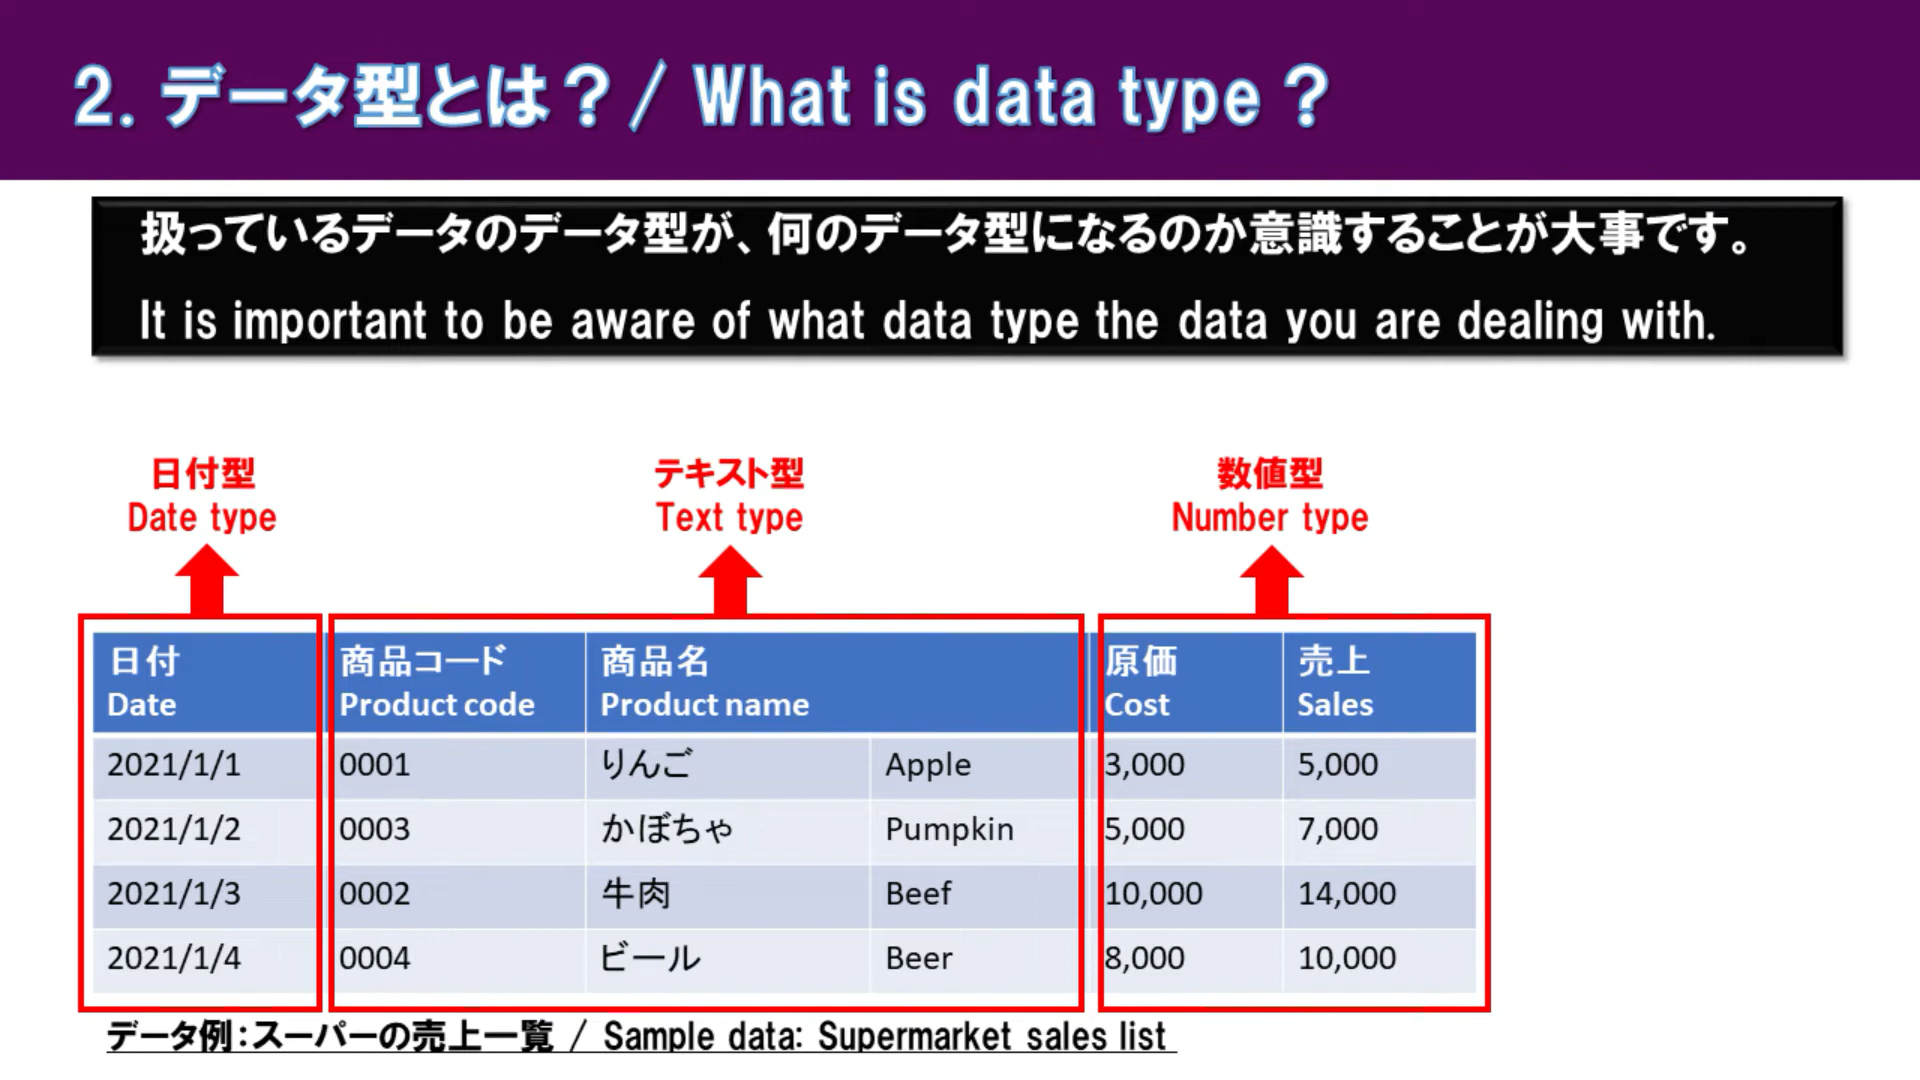 2. データ型とは？/ What is data type ?
扱っているデータのデータ型が、何のデータ型になるのか意識することが大事です。
It is important to be aware of what data type the data you are dealing with.
日付型 テキスト型 数値型
Date type Text type Number type
日付 商品コード 商品名 原価 売上
Date Product code Product name Cost Sales
2021/1/1 0001 りんご Apple 3,000 5,000
2021/1/2 0003 かぼちゃ Pumpkin 5,000 7,000
2021/1/3 0002 牛肉 Beef 10,000 14,000
2021/1/4 0004 ビール Beer 8,000 10,000
データ例：スーパーの売上一覧 / Sample data: Supermarket sales list